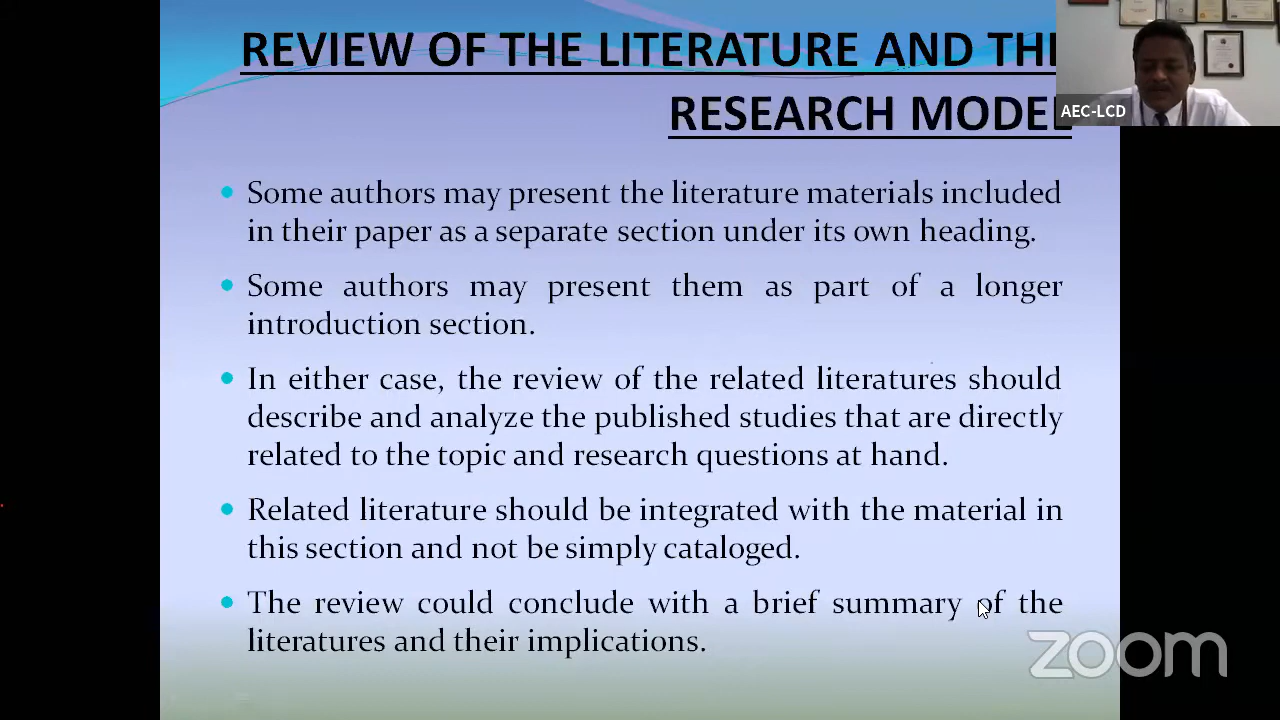 REVIEW OF THE LITERATURE AND TH
RESEARCH MODEL
AEC-LCD
• Some authors may present the literature materials included
in their paper as a separate section under its own heading.
• Some authors may present them as part of a longer
introduction section.
• In either case, the review of the related literatures should
describe and analyze the published studies that are directly
related to the topic and research questions at hand.
• Related literature should be integrated with the material in
this section and not be simply cataloged.
• The review could conclude with a brief summary of the
literatures and their implications.
zoom